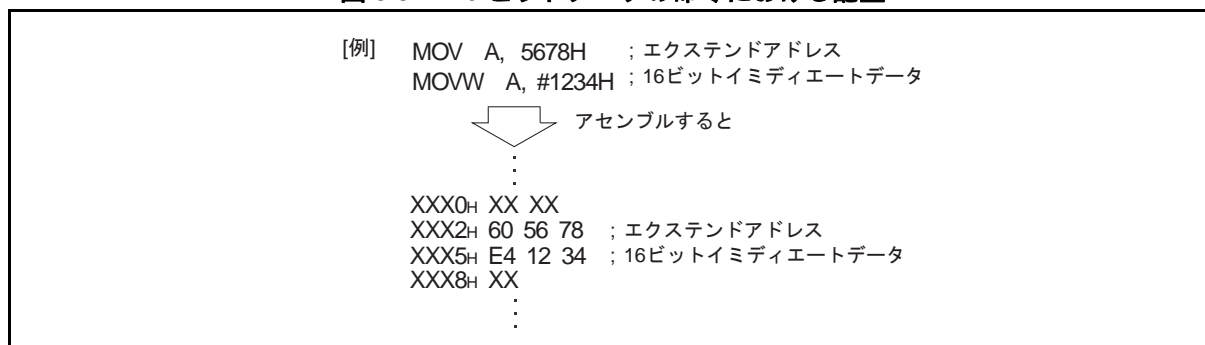 [例] MOV A, 5678H ; エクステンドアドレス
MOVW A, #1234H ; 16ビットイミディエートデータ
アセンブルすると
XXX0H XX XX
XXX2H 60 56 78 ; エクステンドアドレス
XXX5H E4 12 34 ; 16ビットイミディエートデータ
XXX8H XX